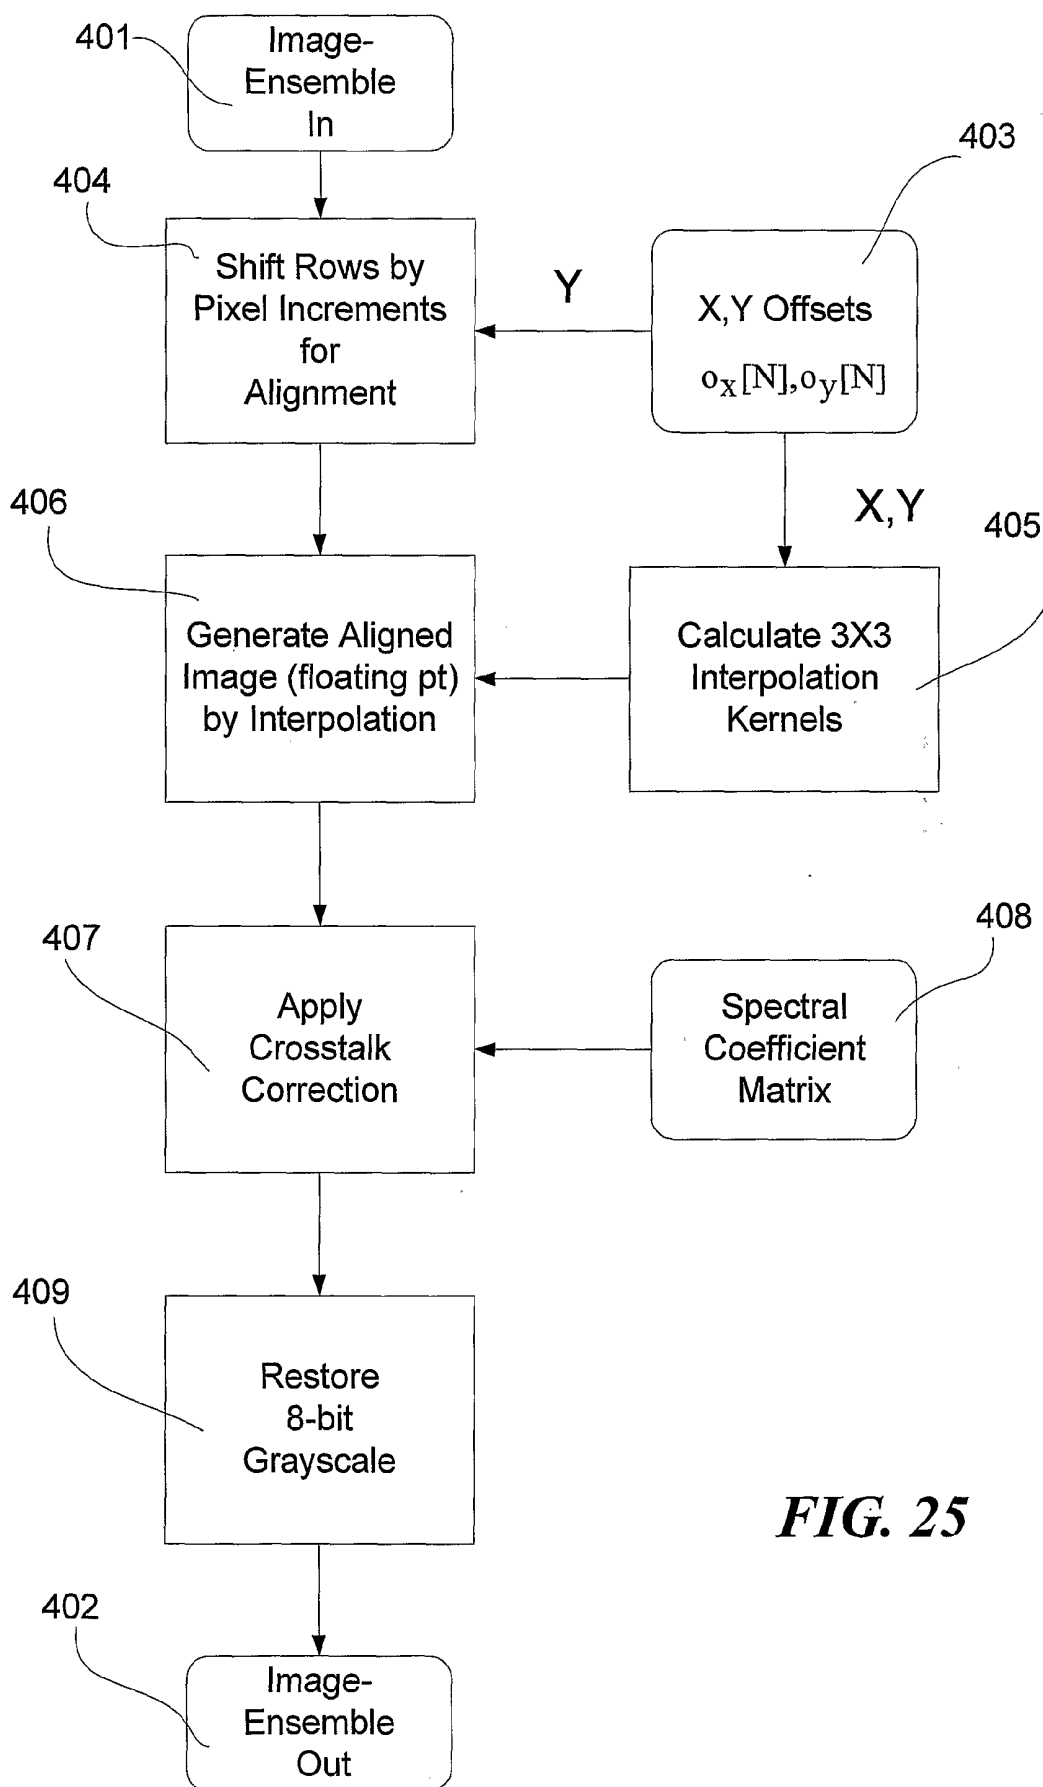 401
Image-
Ensemble
In
403
404
Shift Rows by
Pixel Increments
for
Alignment
Y
X,Y Offsets
ox[N],oy[N]
406
X,Y
405
Generate Aligned
Image (floating pt)
by Interpolation
Calculate 3X3
Interpolation
Kernels
407
408
Apply
Crosstalk
Correction
Spectral
Coefficient
Matrix
409
Restore
8-bit
Grayscale
FIG. 25
402
Image-
Ensemble
Out